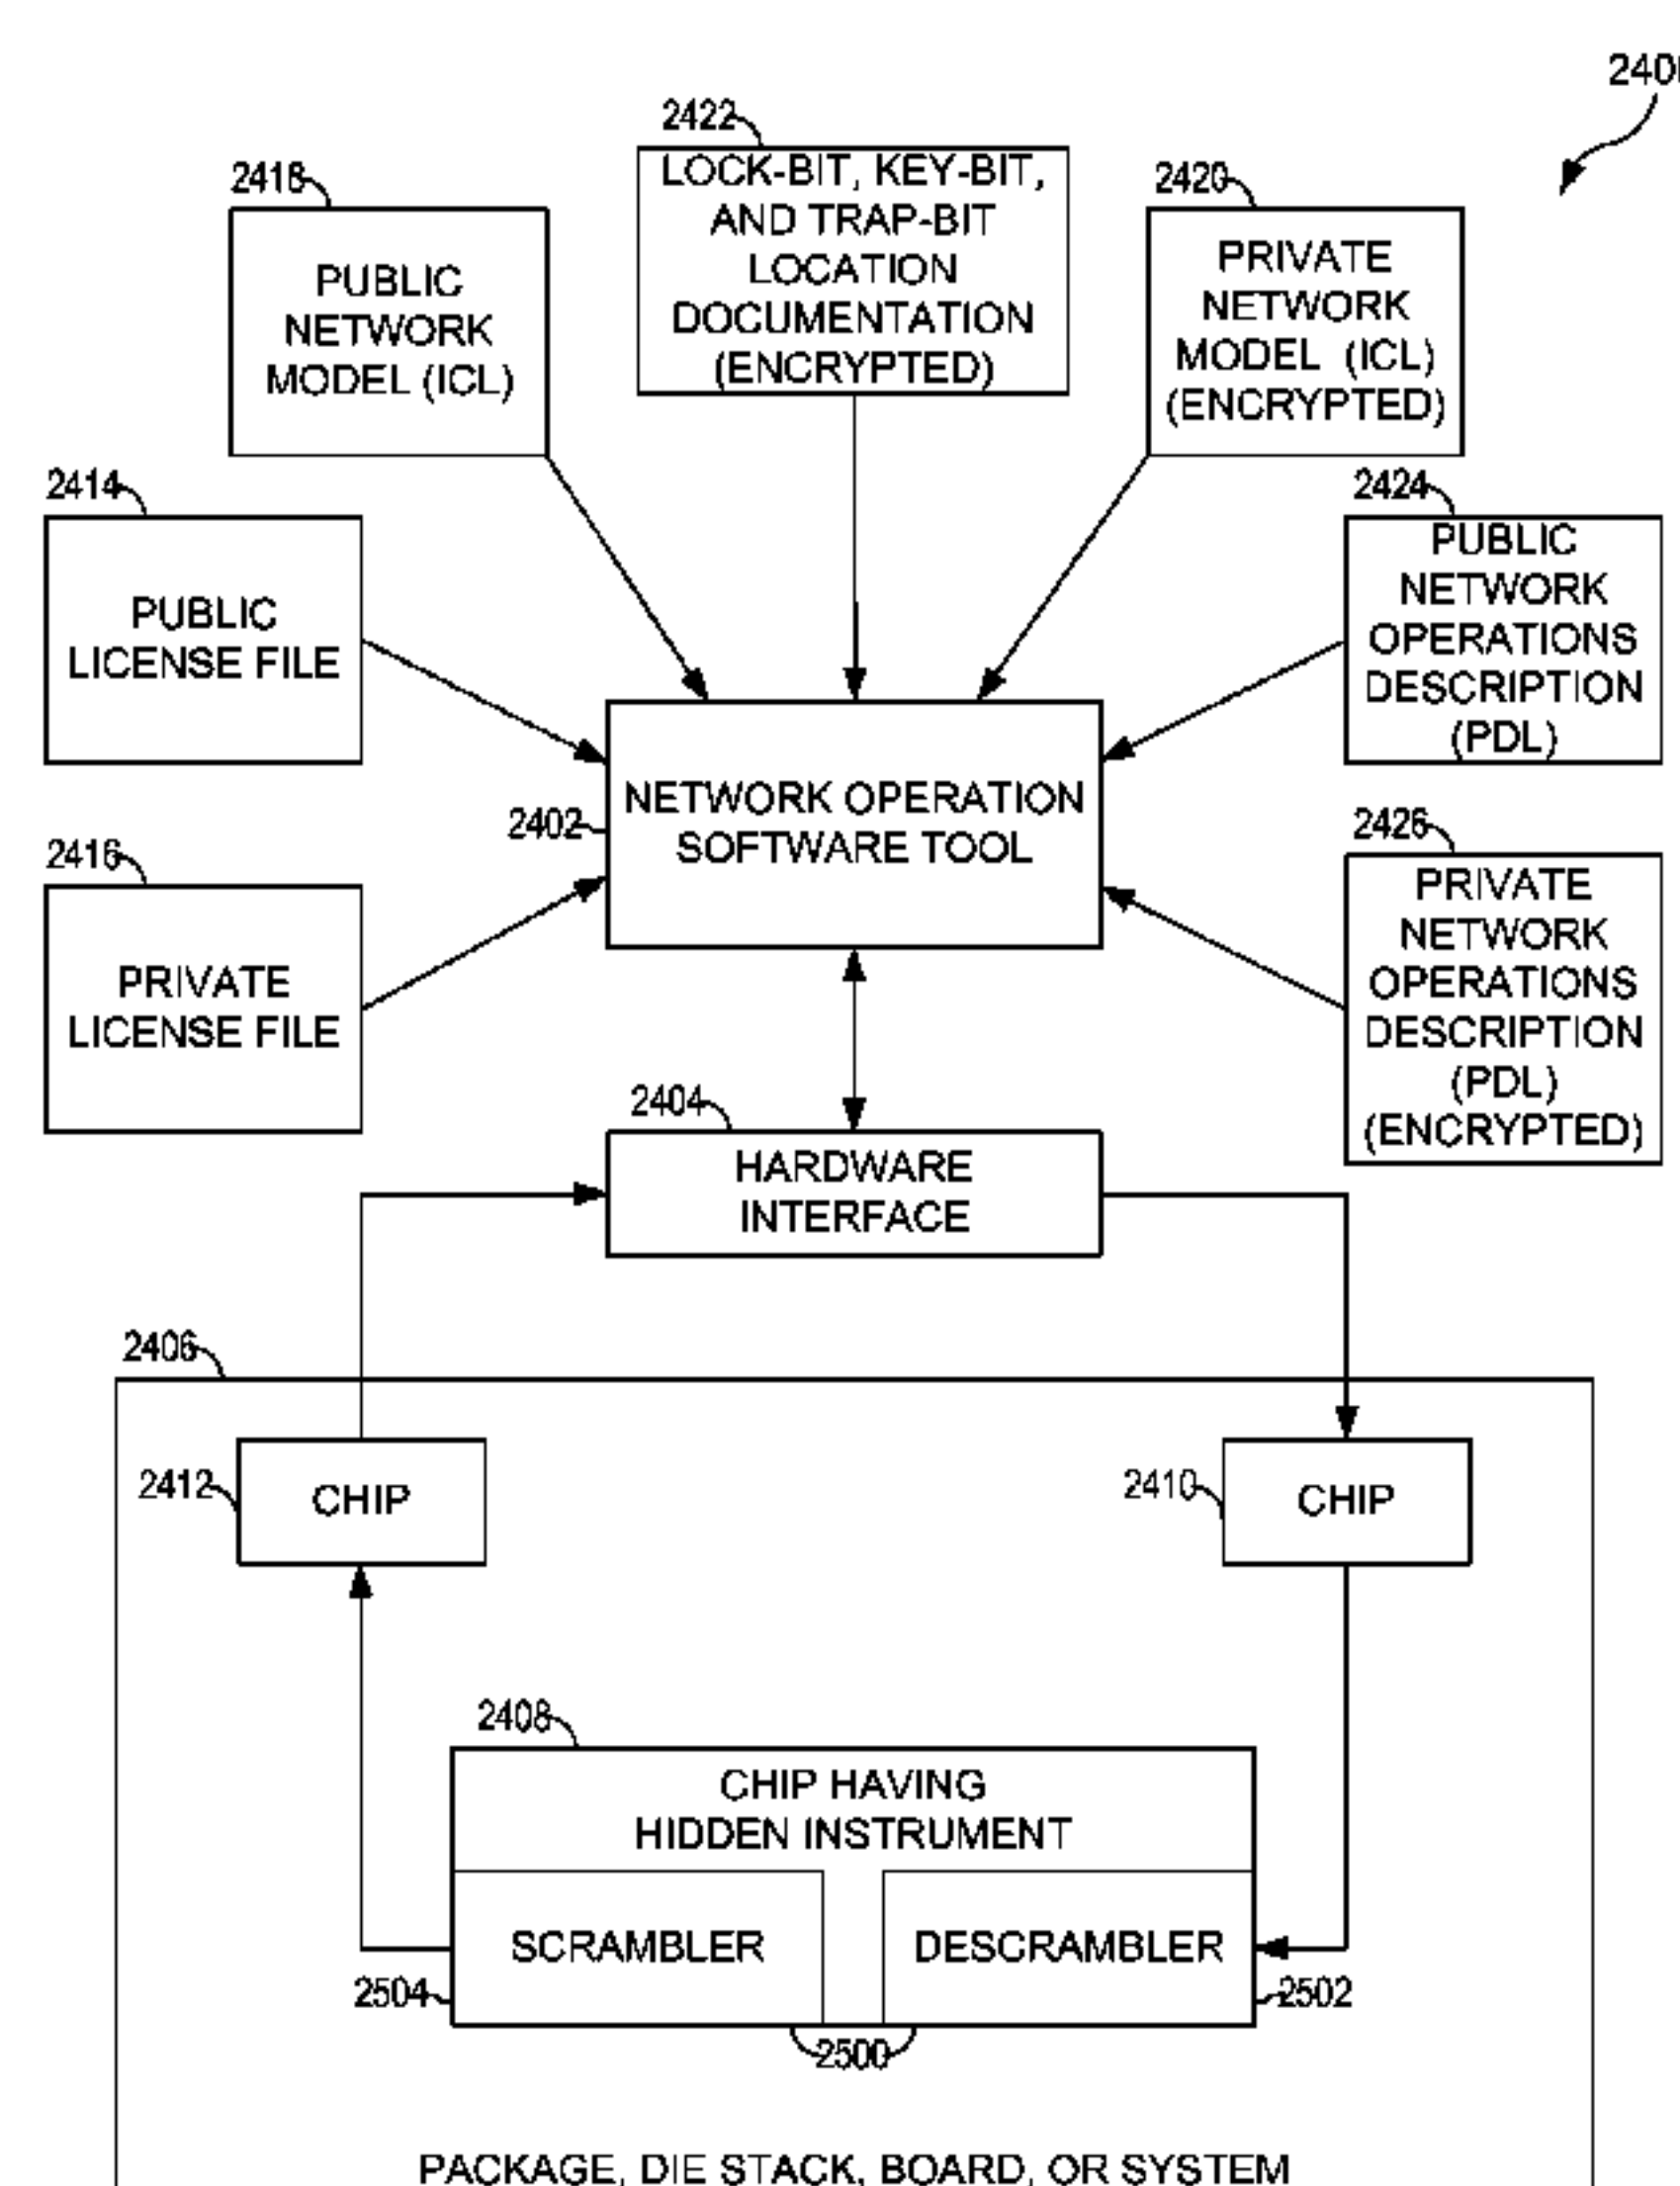 240
2422
LOCK-BIT, KEY-BIT,
AND TRAP-BIT
LOCATION
DOCUMENTATION
(ENCRYPTED)
2418
PUBLIC
NETWORK
MODEL (ICL)
2420
PRIVATE
NETWORK
MODEL (ICL)
(ENCRYPTED)
2414
PUBLIC
LICENSE FILE
2424
PUBLIC
NETWORK
OPERATIONS
DESCRIPTION
(PDL)
2402
NETWORK OPERATION
SOFTWARE TOOL
2416
PRIVATE
LICENSE FILE
2426
PRIVATE
NETWORK
OPERATIONS
DESCRIPTION
(PDL)
(ENCRYPTED)
2404
HARDWARE
INTERFACE
2406
2412
CHIP
2410
CHIP
2408
CHIP HAVING
HIDDEN INSTRUMENT
SCRAMBLER
DESCRAMBLER
2504
2502
2500
PACKAGE, DIE STACK, BOARD, OR SYSTEM